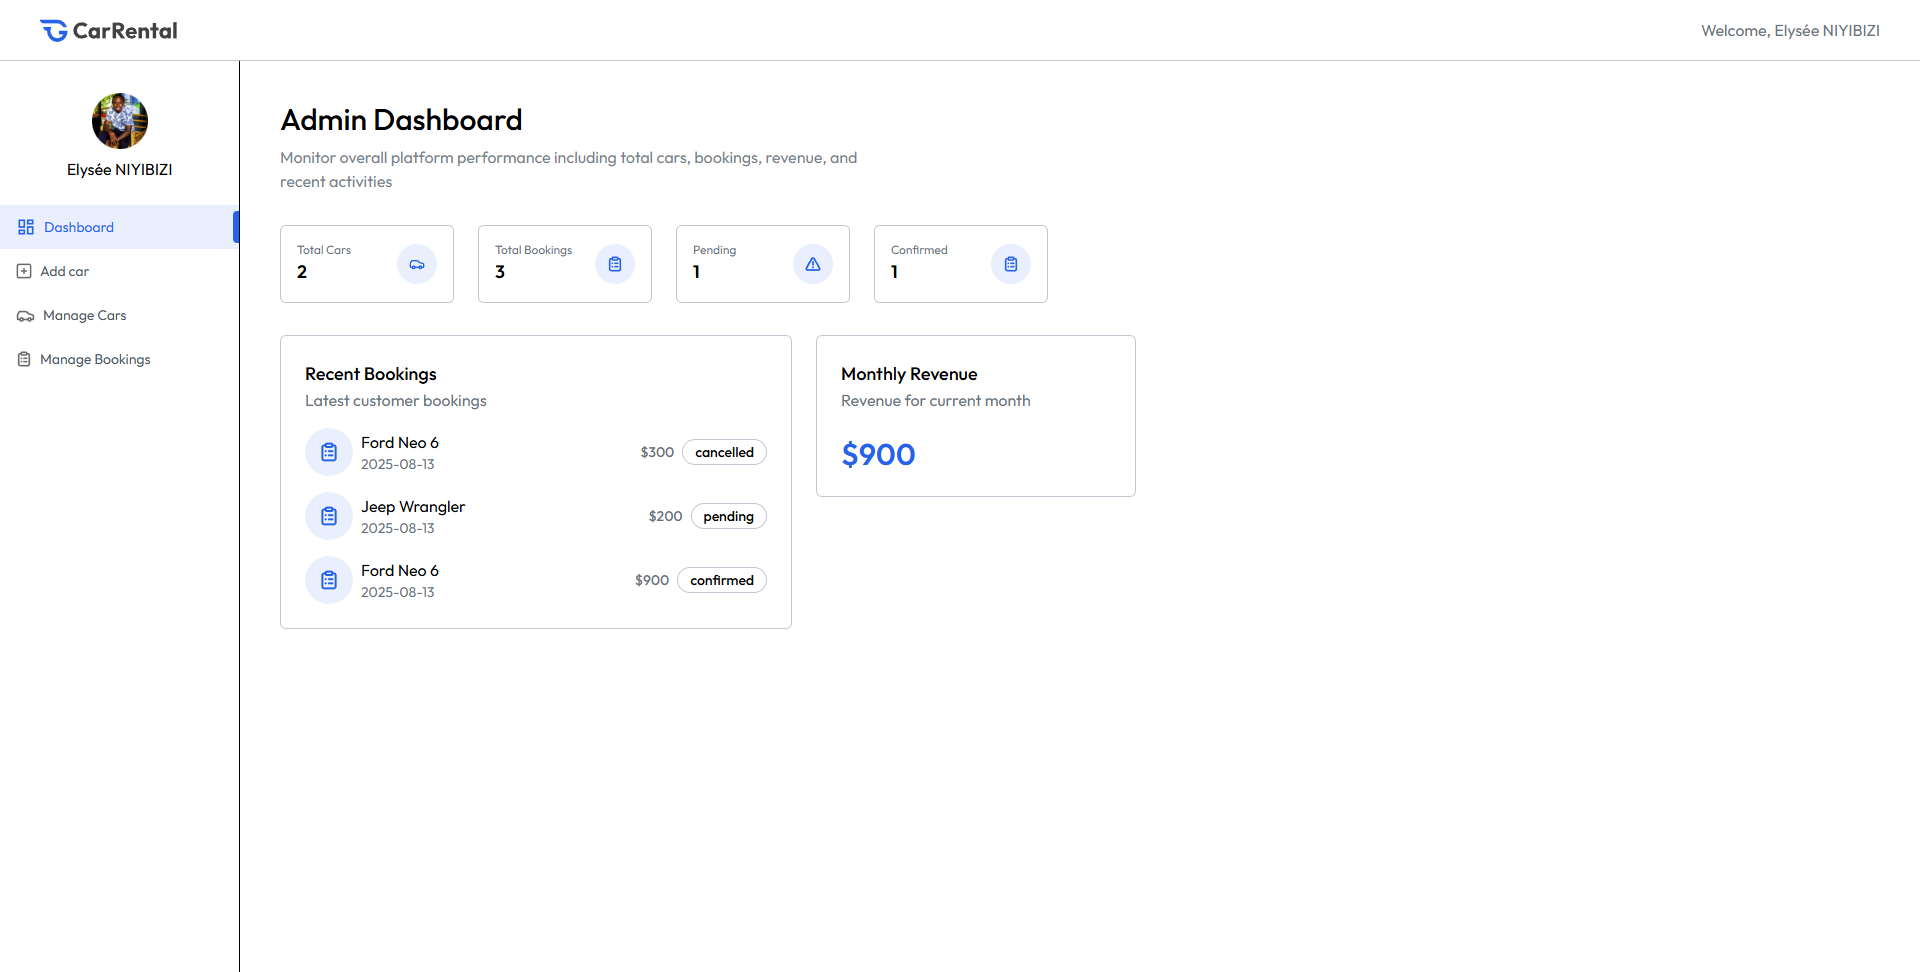 CarRental
Welcome, Elysée NIYIBIZI
Elysée NIYIBIZI
Dashboard
Add car
Manage Cars
Manage Bookings
Admin Dashboard
Monitor overall platform performance including total cars, bookings, revenue, and
recent activities
Total Cars
2
Total Bookings
3
Pending
1
Confirmed
1
Recent Bookings
Latest customer bookings
Ford Neo 6
2025-08-13
$300 cancelled
Jeep Wrangler
2025-08-13
$200 pending
Ford Neo 6
2025-08-13
$900 confirmed
Monthly Revenue
Revenue for current month
$900